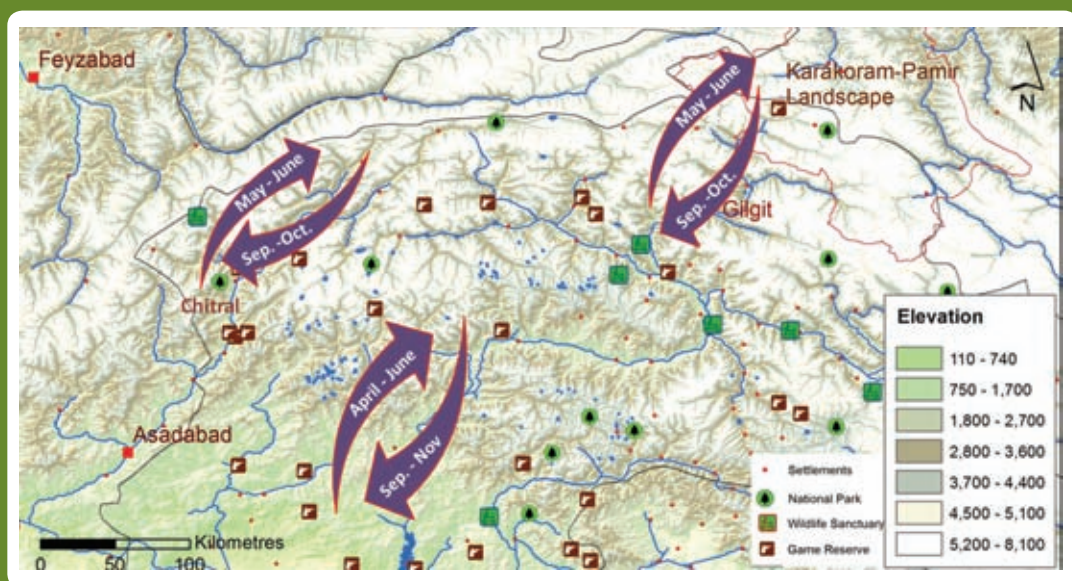 Feyzabad
Karakoram-Pamir
Landscape
N
May - June
Sep. -Oct.
May - June
Sep. -Oct.
Gilgit
Chitral
April - June
Sep. - Nov
Asadabad
Kilometres
0 50 100
Settlements
National Park
Wildlife Sanctuary
Game Reserve
Elevation
110 - 740
750 - 1,700
1,800 - 2,700
2,800 - 3,600
3,700 - 4,400
4,500 - 5,100
5,200 - 8,100